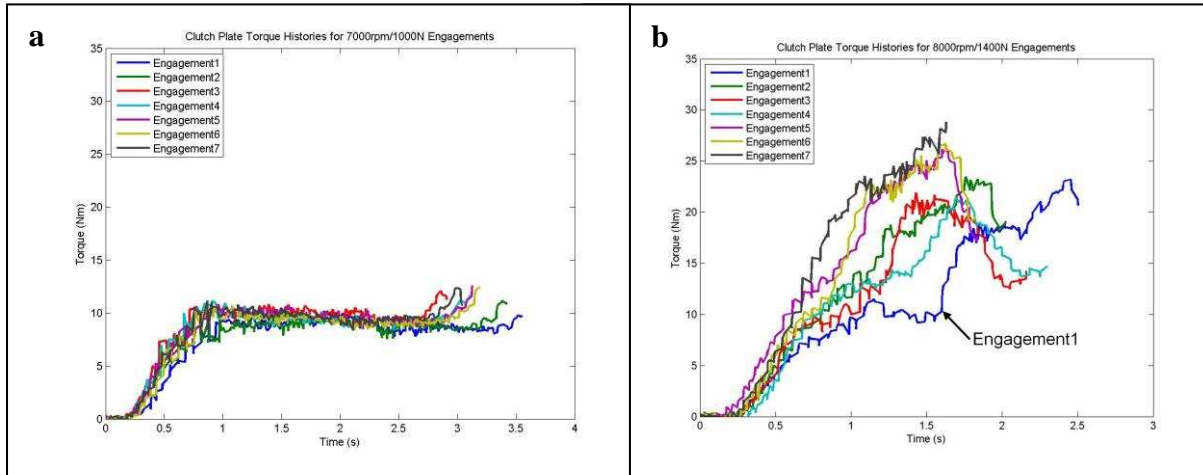 a
Clutch Plate Torque Histories for 7000rpm/1000N Engagements
35
30
25
20
15
10
5
0
Torque (Nm)
Engagement1
Engagement2
Engagement3
Engagement4
Engagement5
Engagement6
Engagement7
0 0.5 1 1.5 2 2.5 3 3.5 4
Time (s)
b
Clutch Plate Torque Histories for 8000rpm/1400N Engagements
35
30
25
20
15
10
5
0
Torque (Nm)
Engagement1
Engagement2
Engagement3
Engagement4
Engagement5
Engagement6
Engagement7
Engagement1
0 0.5 1 1.5 2 2.5 3
Time (s)